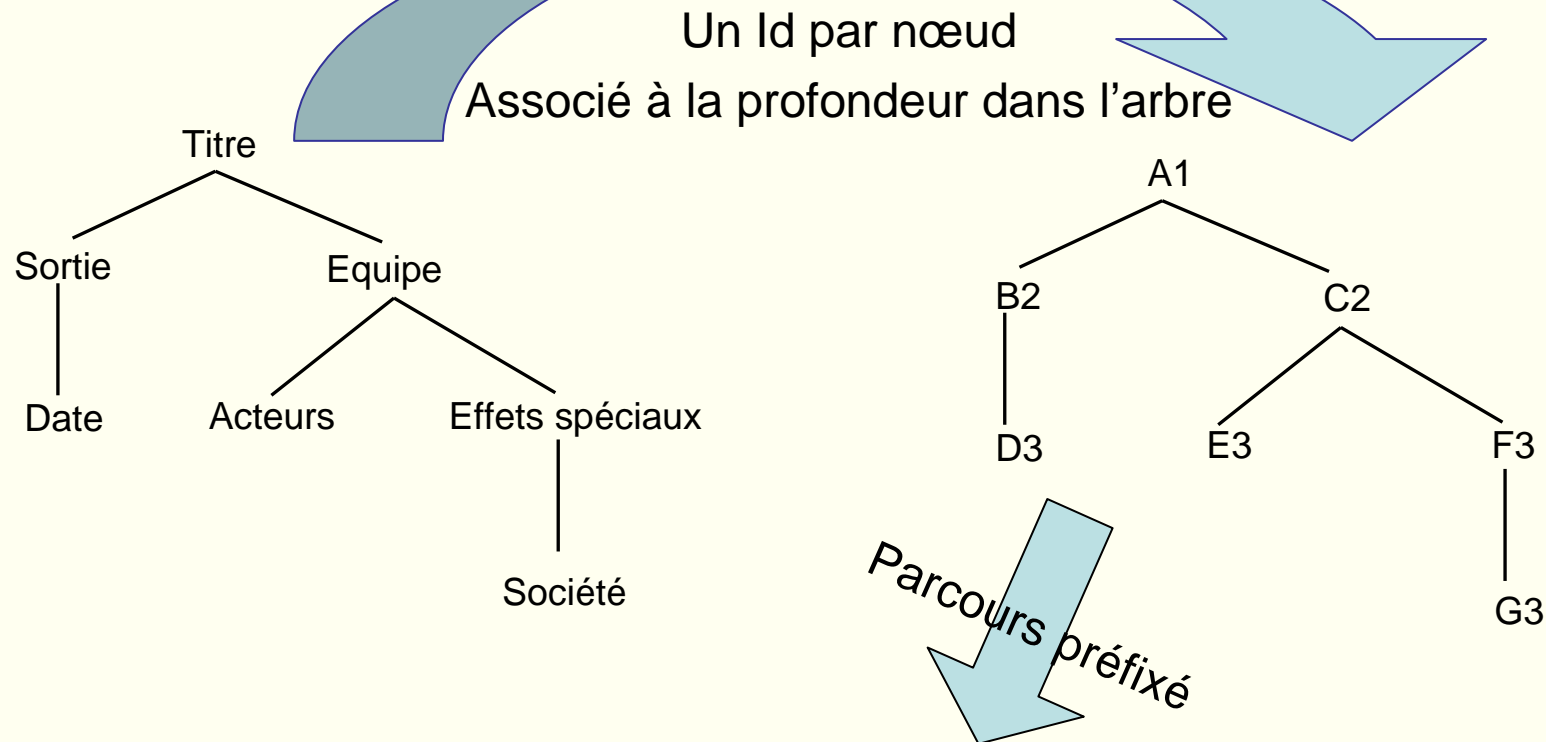 Un Id par nœud
Associé à la profondeur dans l’arbre
Titre
Sortie
Equipe
Date
Acteurs
Effets spéciaux
Société
A1
B2
C2
D3
E3
F3
G3
Parcours préfixé